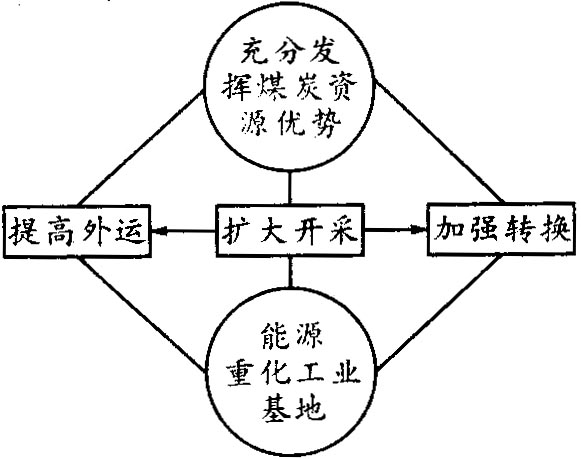 充分发
挥煤炭资
源优势
提高外运
扩大开采
加强转换
能源
重化工业
基地